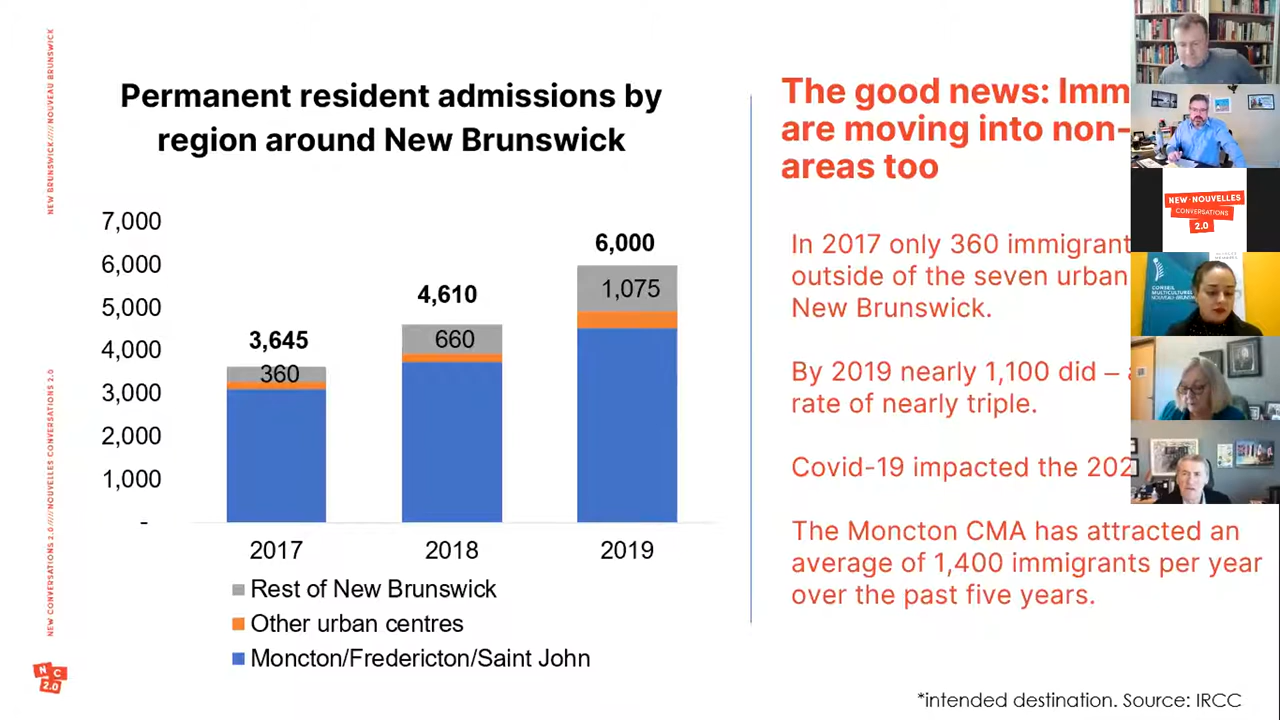 NEW BRUNSWICK///// NOUVEAU BRUNSWICK
NEW CONVERSATIONS 2.0 /////NOUVELLES CONVERSATIONS 2.0
Permanent resident admissions by
region around New Brunswick
7,000
6,000
5,000
4,000
3,000
2,000
1,000
-
3,645
360
4,610
660
6,000
1,075
2017
2018
2019
Rest of New Brunswick
Other urban centres
Moncton/Fredericton/Saint John
N C
2.0
The good news: Imm
are moving into non-
areas too
In 2017 only 360 immigrant
outside of the seven urban
New Brunswick.
By 2019 nearly 1,100 did –
rate of nearly triple.
Covid-19 impacted the 202
The Moncton CMA has attracted an
average of 1,400 immigrants per year
over the past five years.
*intended destination. Source: IRCC
NEW · NOUVELLES
CONVERSATIONS
2.0
CONSEIL
MULTICULTUREL